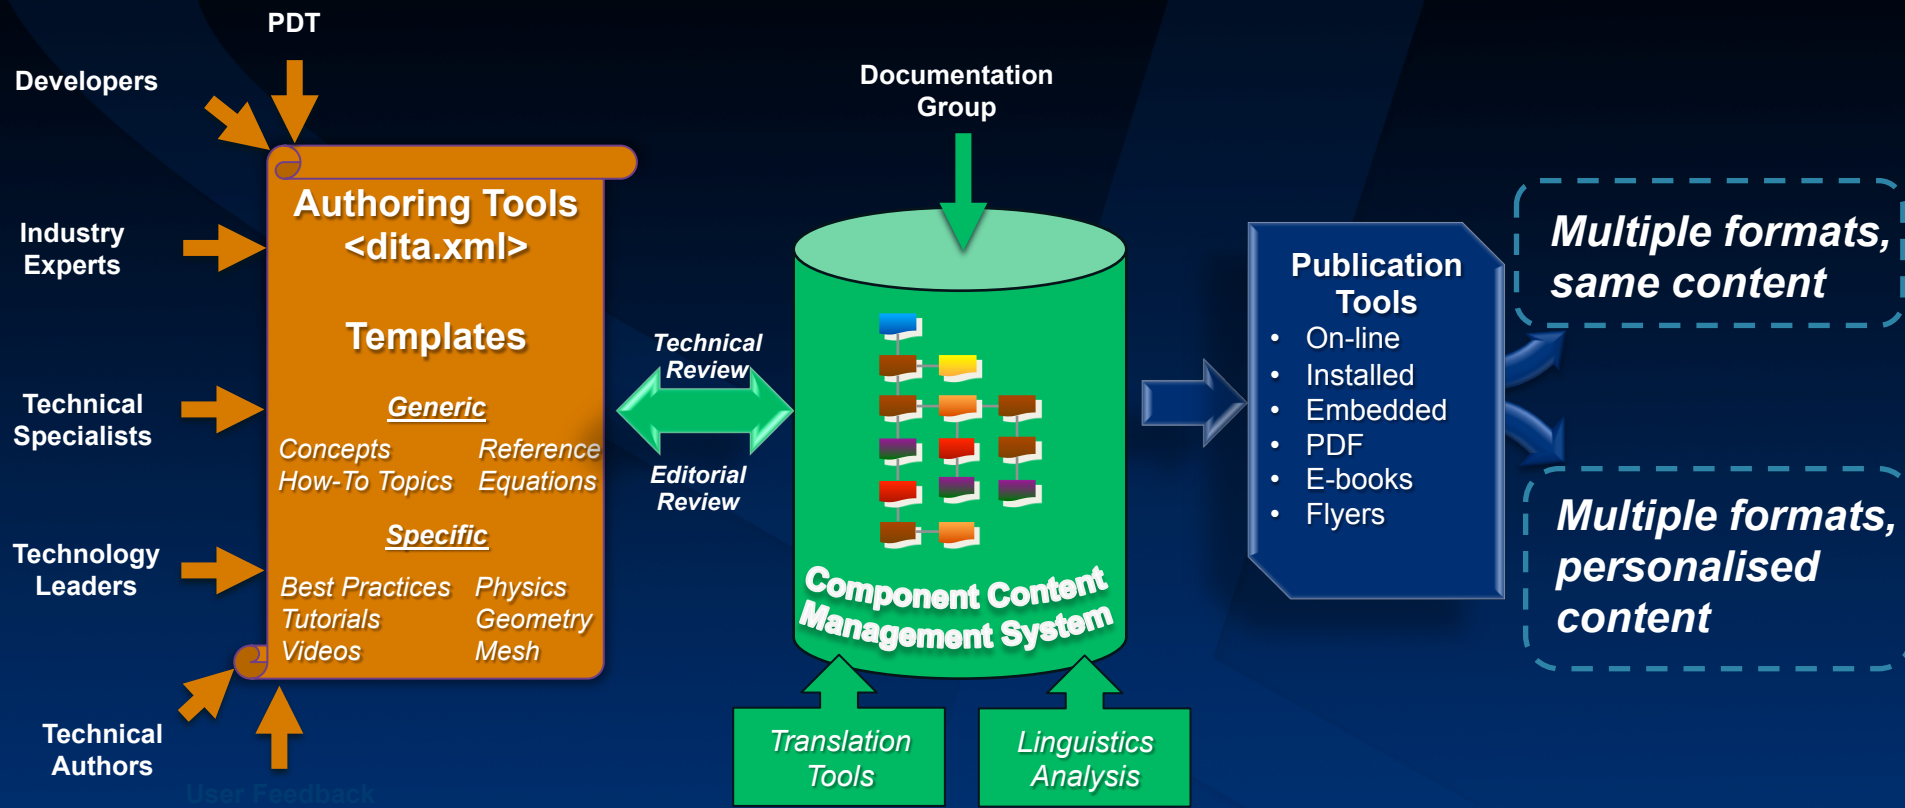 PDT
Developers
Industry
Experts
Technical
Specialists
Technology
Leaders
Technical
Authors
User Feedback
Authoring Tools
<dita.xml>
Templates
Generic
Concepts Reference
How-To Topics Equations
Specific
Best Practices Physics
Tutorials Geometry
Videos Mesh
Technical
Review
Editorial
Review
Documentation
Group
Component Content
Management System
Translation
Tools
Linguistics
Analysis
Publication
Tools
• On-line
• Installed
• Embedded
• PDF
• E-books
• Flyers
Multiple formats,
same content
Multiple formats,
personalised
content